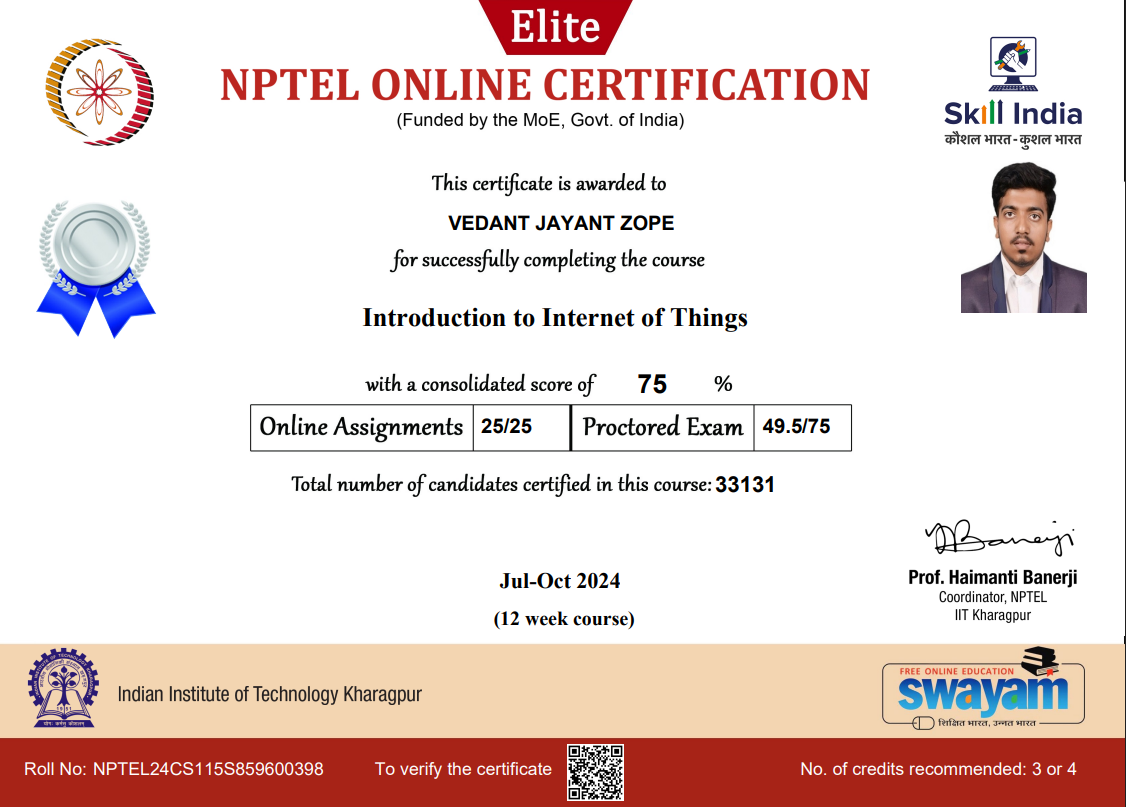 Elite
NPTEL ONLINE CERTIFICATION
(Funded by the MoE, Govt. of India)
Skill India
कौशल भारत - कुशल भारत
This certificate is awarded to
VEDANT JAYANT ZOPE
for successfully completing the course
Introduction to Internet of Things
with a consolidated score of 75 %
Online Assignments 25/25 Proctored Exam 49.5/75
Total number of candidates certified in this course: 33131
Banerji
Prof. Haimanti Banerji
Coordinator, NPTEL
IIT Kharagpur
Jul-Oct 2024
(12 week course)
Indian Institute of Technology Kharagpur
FREE ONLINE EDUCATION
swayam
शिक्षित भारत, उन्नत भारत
Roll No: NPTEL24CS115S859600398 To verify the certificate No. of credits recommended: 3 or 4